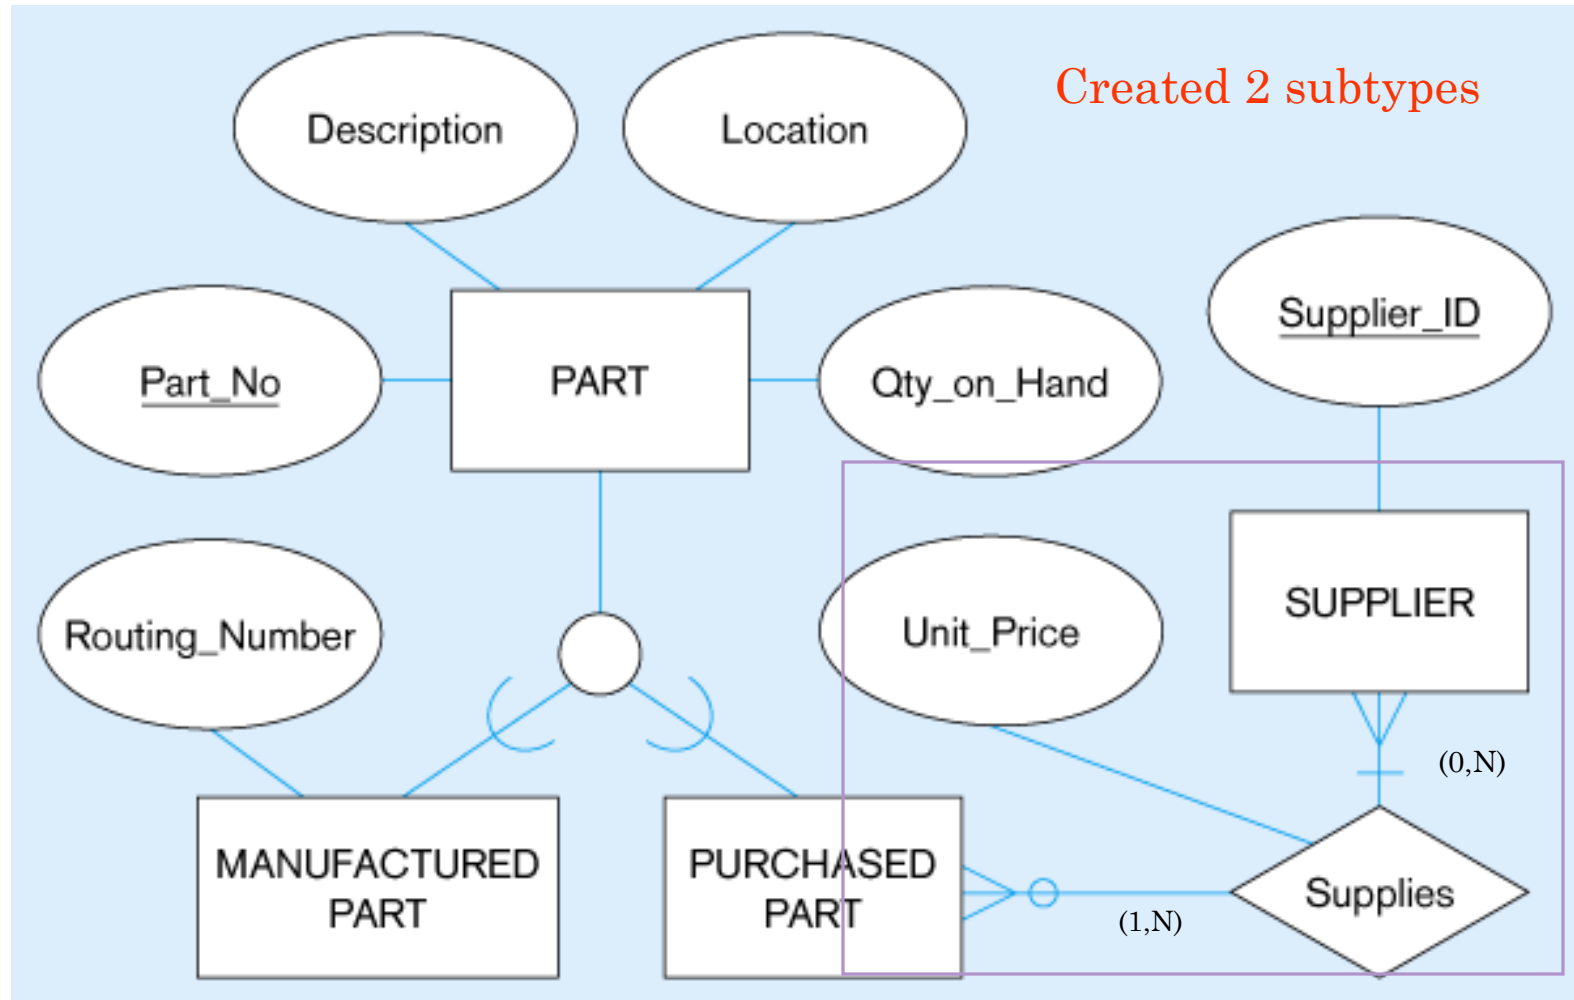 Created 2 subtypes
Description
Location
Part_No
PART
Qty_on_Hand
Supplier_ID
Routing_Number
Unit_Price
SUPPLIER
(0,N)
MANUFACTURED
PART
PURCHASED
PART
(1,N)
Supplies